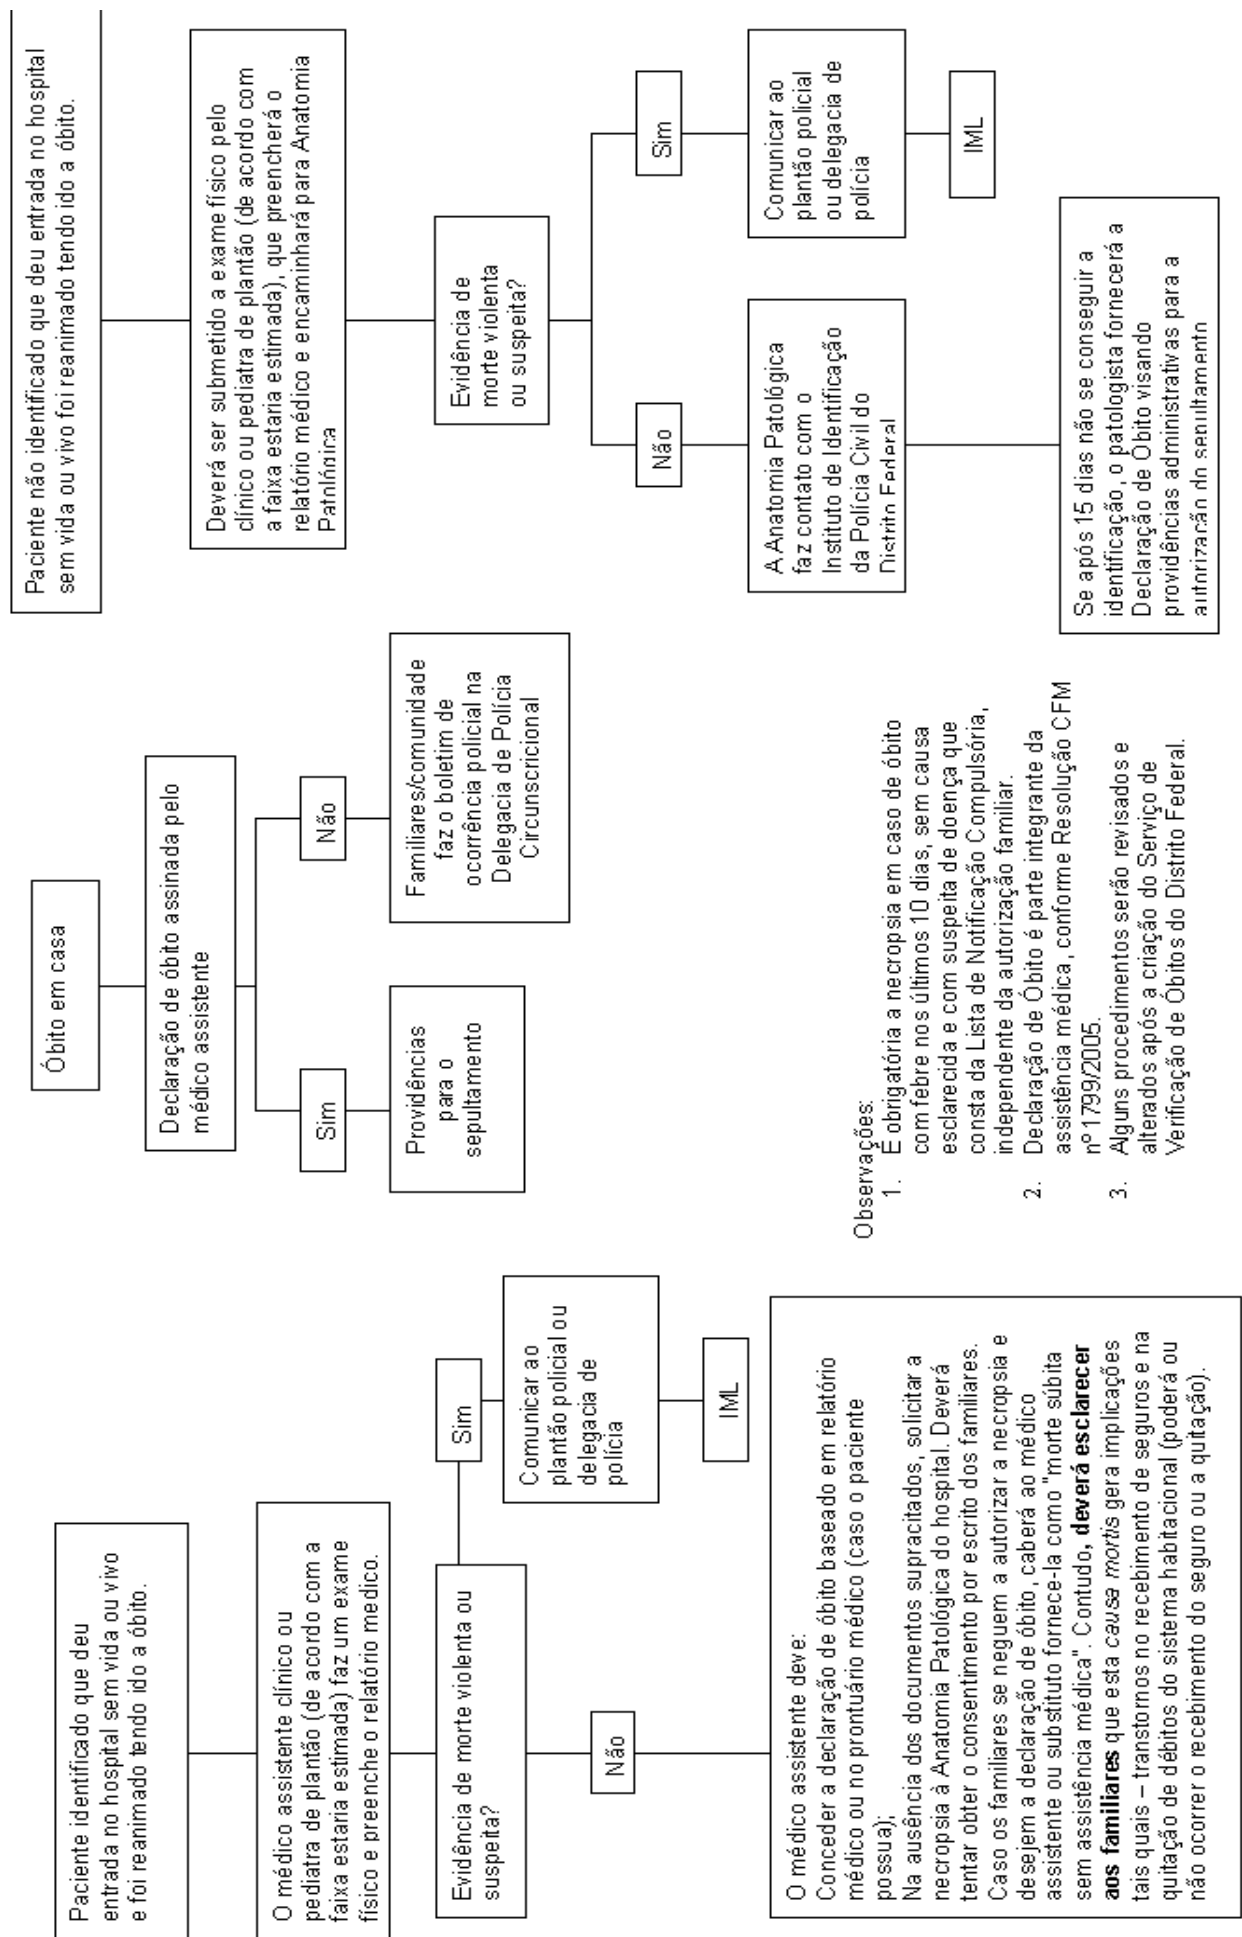 Paciente identificado que deu
entrada no hospital sem vida ou vivo
e foi reanimado tendo ido a óbito.
O médico assistente clínico ou
pediatra de plantão (de acordo com a
faixa estaria estimada) faz um exame
físico e preenche o relatório medico.
Evidência de morte violenta ou
suspeita?
Sim
Comunicar ao
plantão policial ou
delegacia de
polícia
IML
Não
O médico assistente deve:
Conceder a declaração de óbito baseado em relatório
médico ou no prontuário médico (caso o paciente
possua);
Na ausência dos documentos supracitados, solicitar a
necropsia à Anatomia Patológica do hospital. Deverá
tentar obter o consentimento por escrito dos familiares.
Caso os familiares se neguem a autorizar a necropsia e
desejem a declaração de óbito, caberá ao médico
assistente ou substituto fornece-la como "morte súbita
sem assistência médica". Contudo, deverá esclarecer
aos familiares que esta causa mortis gera implicações
tais quais – transtornos no recebimento de seguros e na
quitação de débitos do sistema habitacional (poderá ou
não ocorrer o recebimento do seguro ou a quitação).
Óbito em casa
Declaração de óbito assinada pelo
médico assistente
Sim
Providências
para o
sepultamento
Não
Familiares/comunidade
faz o boletim de
ocorrência policial na
Delegacia de Polícia
Circunscricional
Observações:
1. É obrigatória a necropsia em caso de óbito
com febre nos últimos 10 dias, sem causa
esclarecida e com suspeita de doença que
consta da Lista de Notificação Compulsória,
independente da autorização familiar.
2. Declaração de Óbito é parte integrante da
assistência médica, conforme Resolução CFM
nº 1799/2005.
3. Alguns procedimentos serão revisados e
alterados após a criação do Serviço de
Verificação de Óbitos do Distrito Federal.
Paciente não identificado que deu entrada no hospital
sem vida ou vivo foi reanimado tendo ido a óbito.
Deverá ser submetido a exame físico pelo
clínico ou pediatra de plantão (de acordo com
a faixa estaria estimada), que preencherá o
relatório médico e encaminhará para Anatomia
Patológica
Evidência de
morte violenta
ou suspeita?
Não
A Anatomia Patológica
faz contato com o
Instituto de Identificação
da Polícia Civil do
Distrito Federal
Se após 15 dias não se conseguir a
identificação, o patologista fornecerá a
Declaração de Óbito visando
providências administrativas para a
autorização do sepultamento
Sim
Comunicar ao
plantão policial
ou delegacia de
polícia
IML